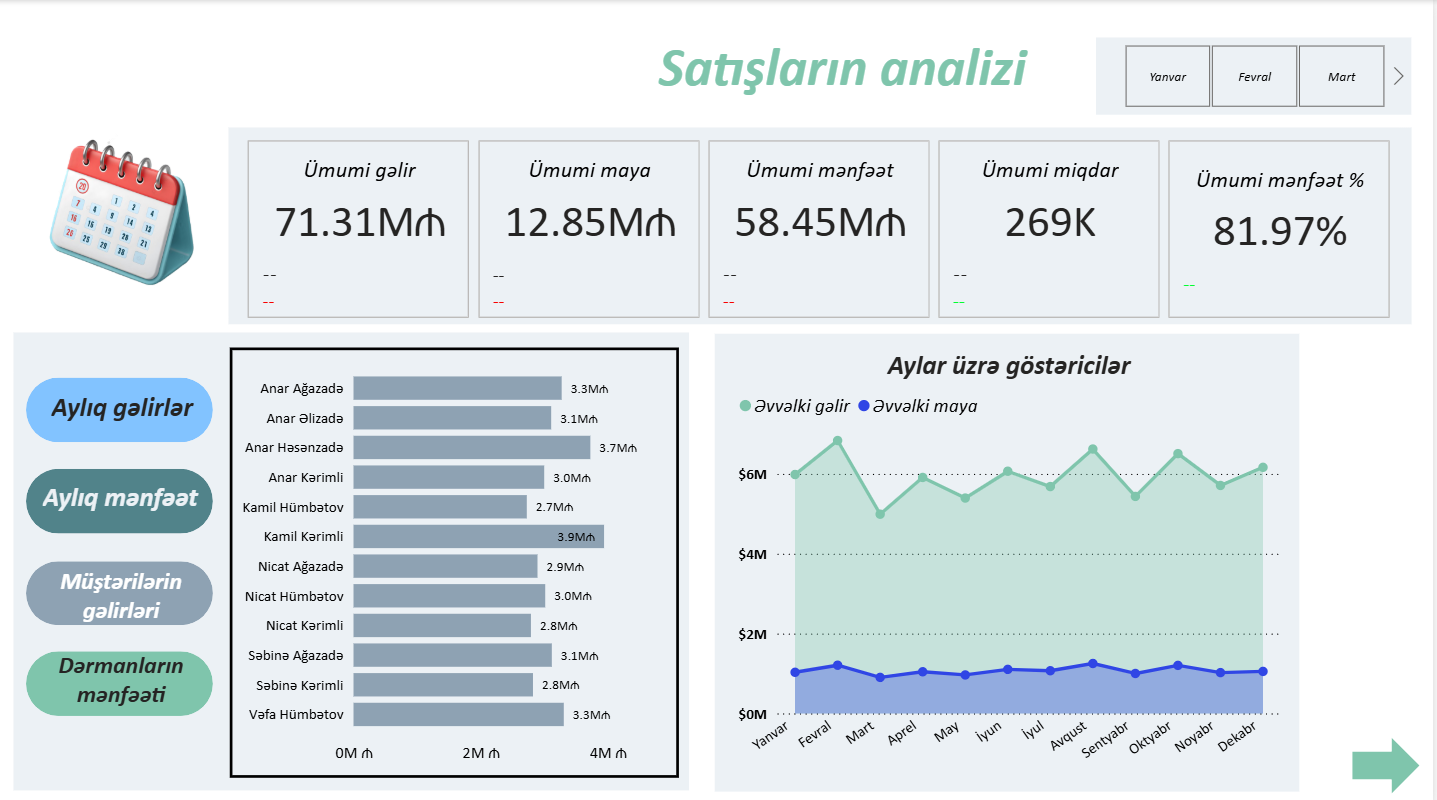 Satışların analizi
Yanvar
Fevral
Mart
Ümumi gəlir
71.31M₼
--
--
Ümumi maya
12.85M₼
--
--
Ümumi mənfəət
58.45M₼
--
--
Ümumi miqdar
269K
--
--
Ümumi mənfəət %
81.97%
--
Aylıq gəlirlər
Aylıq mənfəət
Müştərilərin
gəlirləri
Dərmanların
mənfəəti
Anar Ağazadə 3.3M₼
Anar Əlizadə 3.1M₼
Anar Həsənzadə 3.7M₼
Anar Kərimli 3.0M₼
Kamil Hümbətov 2.7M₼
Kamil Kərimli 3.9M₼
Nicat Ağazadə 2.9M₼
Nicat Hümbətov 3.0M₼
Nicat Kərimli 2.8M₼
Səbinə Ağazadə 3.1M₼
Səbinə Kərimli 2.8M₼
Vəfa Hümbətov 3.3M₼
0M ₼ 2M ₼ 4M ₼
Aylar üzrə göstəricilər
Əvvəlki gəlir Əvvəlki maya
$6M
$4M
$2M
$0M
Yanvar Fevral Mart Aprel May İyun İyul Avqust Sentyabr Oktyabr Noyabr Dekabr